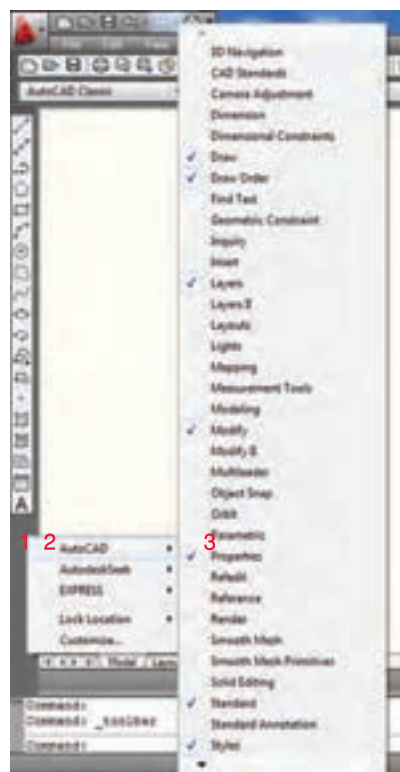 AutoCAD Classic
3D Navigation
CAD Standards
Camera Adjustment
Dimension
Dimensional Constraints
Draw
Draw Order
Find Text
Geometric Constraint
Inquiry
Insert
Layers
Layers II
Layouts
Lights
Mapping
Measurement Tools
Modeling
Modify
Modify II
Multileader
Object Snap
Orbit
Parametric
Properties
Refedit
Reference
Render
Smooth Mesh
Smooth Mesh Primitives
Solid Editing
Standard
Standard Annotation
Styles
A
1 2 3
AutoCAD
AutodeskSeek
EXPRESS
Lock Location
Customize...
Model
Command:
Command: _toolbar
Command: